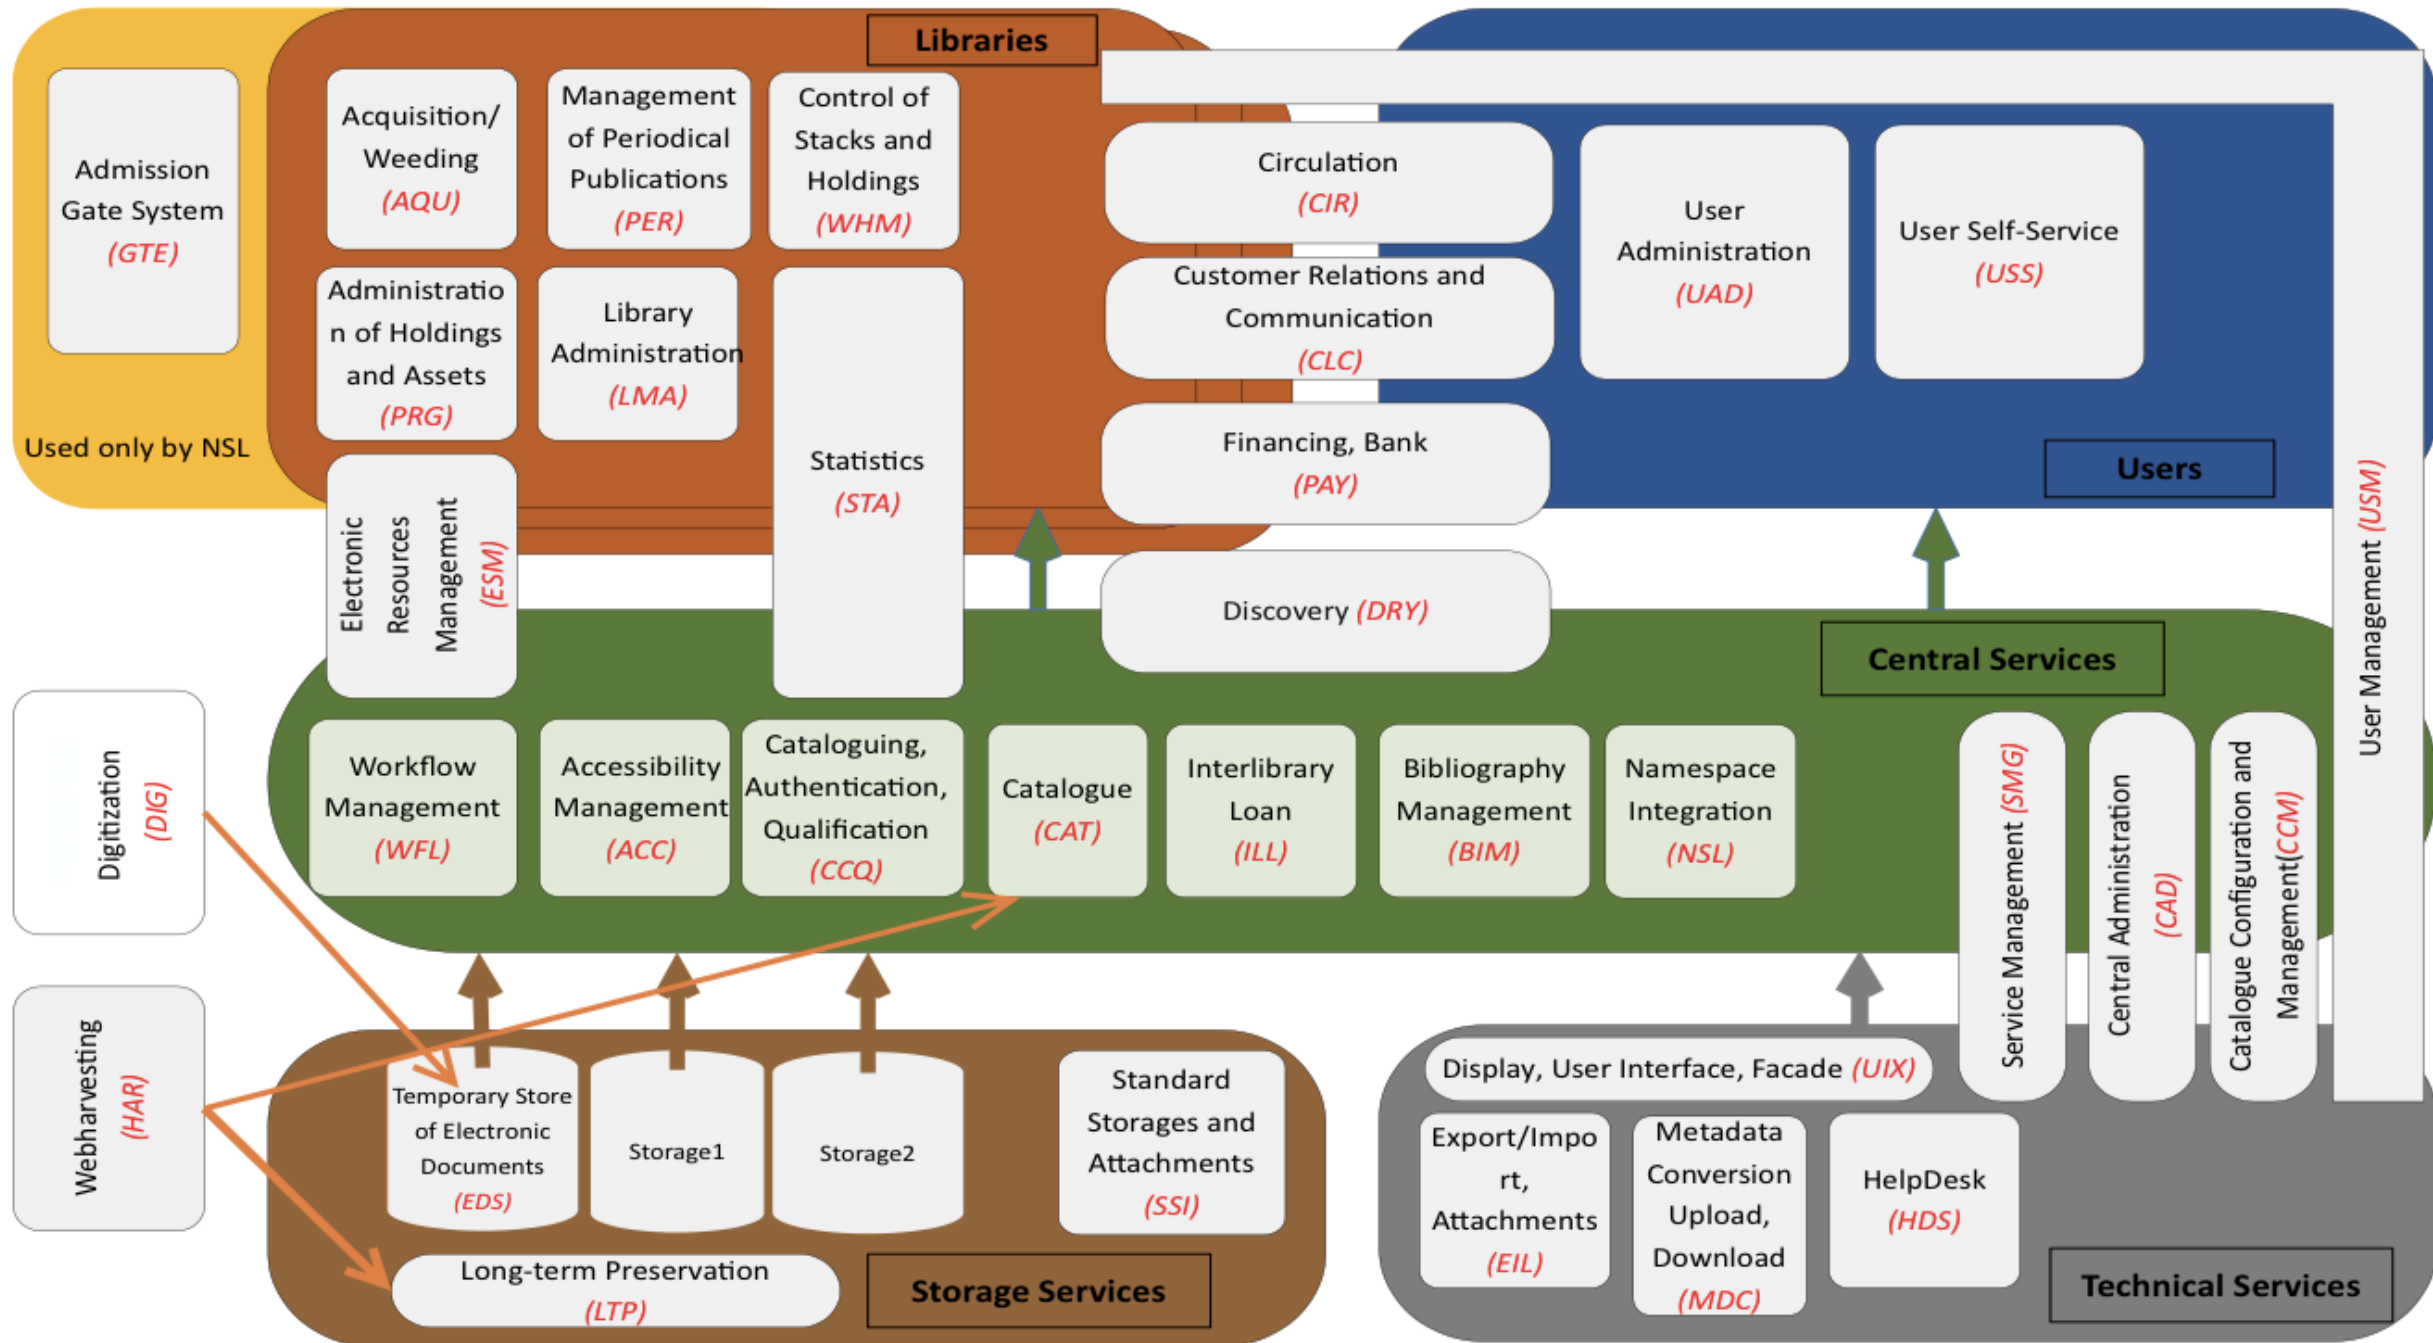 Libraries
Admission
Gate System
(GTE)
Used only by NSL
Acquisition/
Weeding
(AQU)
Management
of Periodical
Publications
(PER)
Control of
Stacks and
Holdings
(WHM)
Administratio
n of Holdings
and Assets
(PRG)
Library
Administration
(LMA)
Statistics
(STA)
Electronic
Resources
Management
(ESM)
Circulation
(CIR)
Customer Relations and
Communication
(CLC)
Financing, Bank
(PAY)
Discovery (DRY)
User
Administration
(UAD)
User Self-Service
(USS)
Users
User Management (USM)
Central Services
Digitization
(DIG)
Workflow
Management
(WFL)
Accessibility
Management
(ACC)
Cataloguing,
Authentication,
Qualification
(CCQ)
Catalogue
(CAT)
Interlibrary
Loan
(ILL)
Bibliography
Management
(BIM)
Namespace
Integration
(NSL)
Service Management (SMG)
Central Administration
(CAD)
Catalogue Configuration and
Management(CCM)
Webharvesting
(HAR)
Temporary Store
of Electronic
Documents
(EDS)
Storage1
Storage2
Standard
Storages and
Attachments
(SSI)
Long-term Preservation
(LTP)
Storage Services
Display, User Interface, Facade (UIX)
Export/Impo
rt,
Attachments
(EIL)
Metadata
Conversion
Upload,
Download
(MDC)
HelpDesk
(HDS)
Technical Services